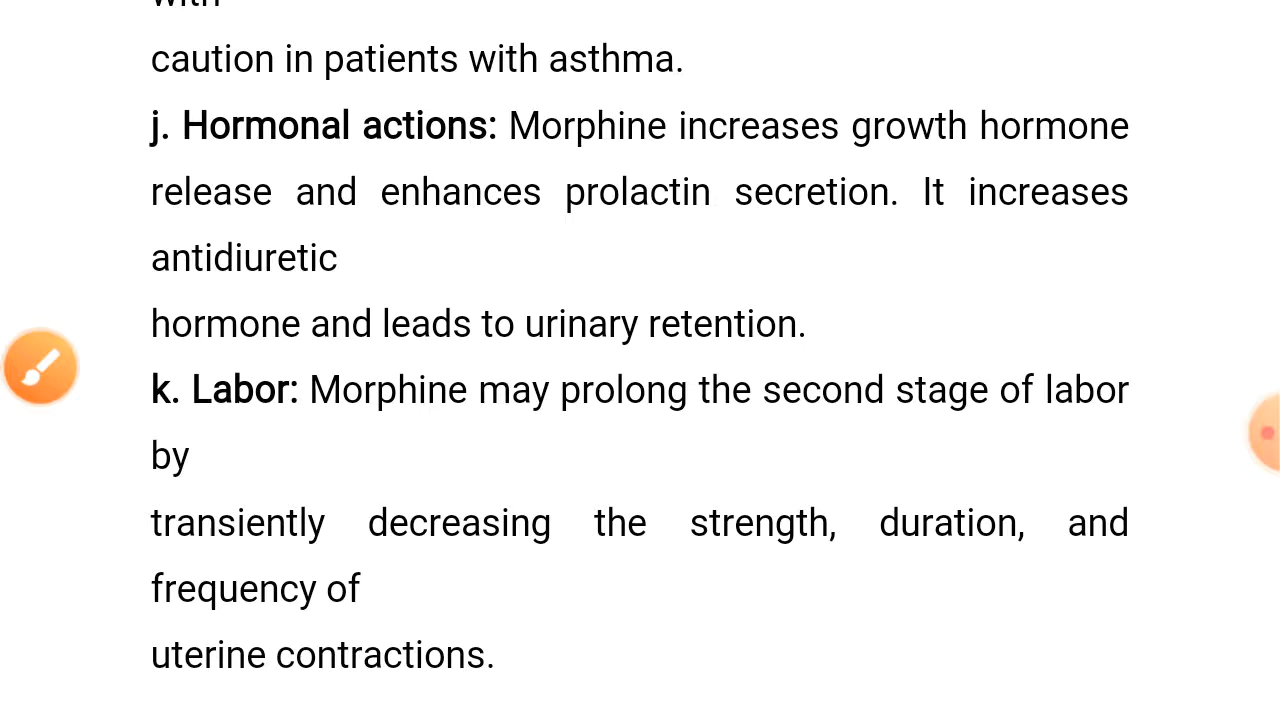 with
caution in patients with asthma.
j. Hormonal actions: Morphine increases growth hormone
release and enhances prolactin secretion. It increases
antidiuretic
hormone and leads to urinary retention.
k. Labor: Morphine may prolong the second stage of labor
by
transiently decreasing the strength, duration, and
frequency of
uterine contractions.